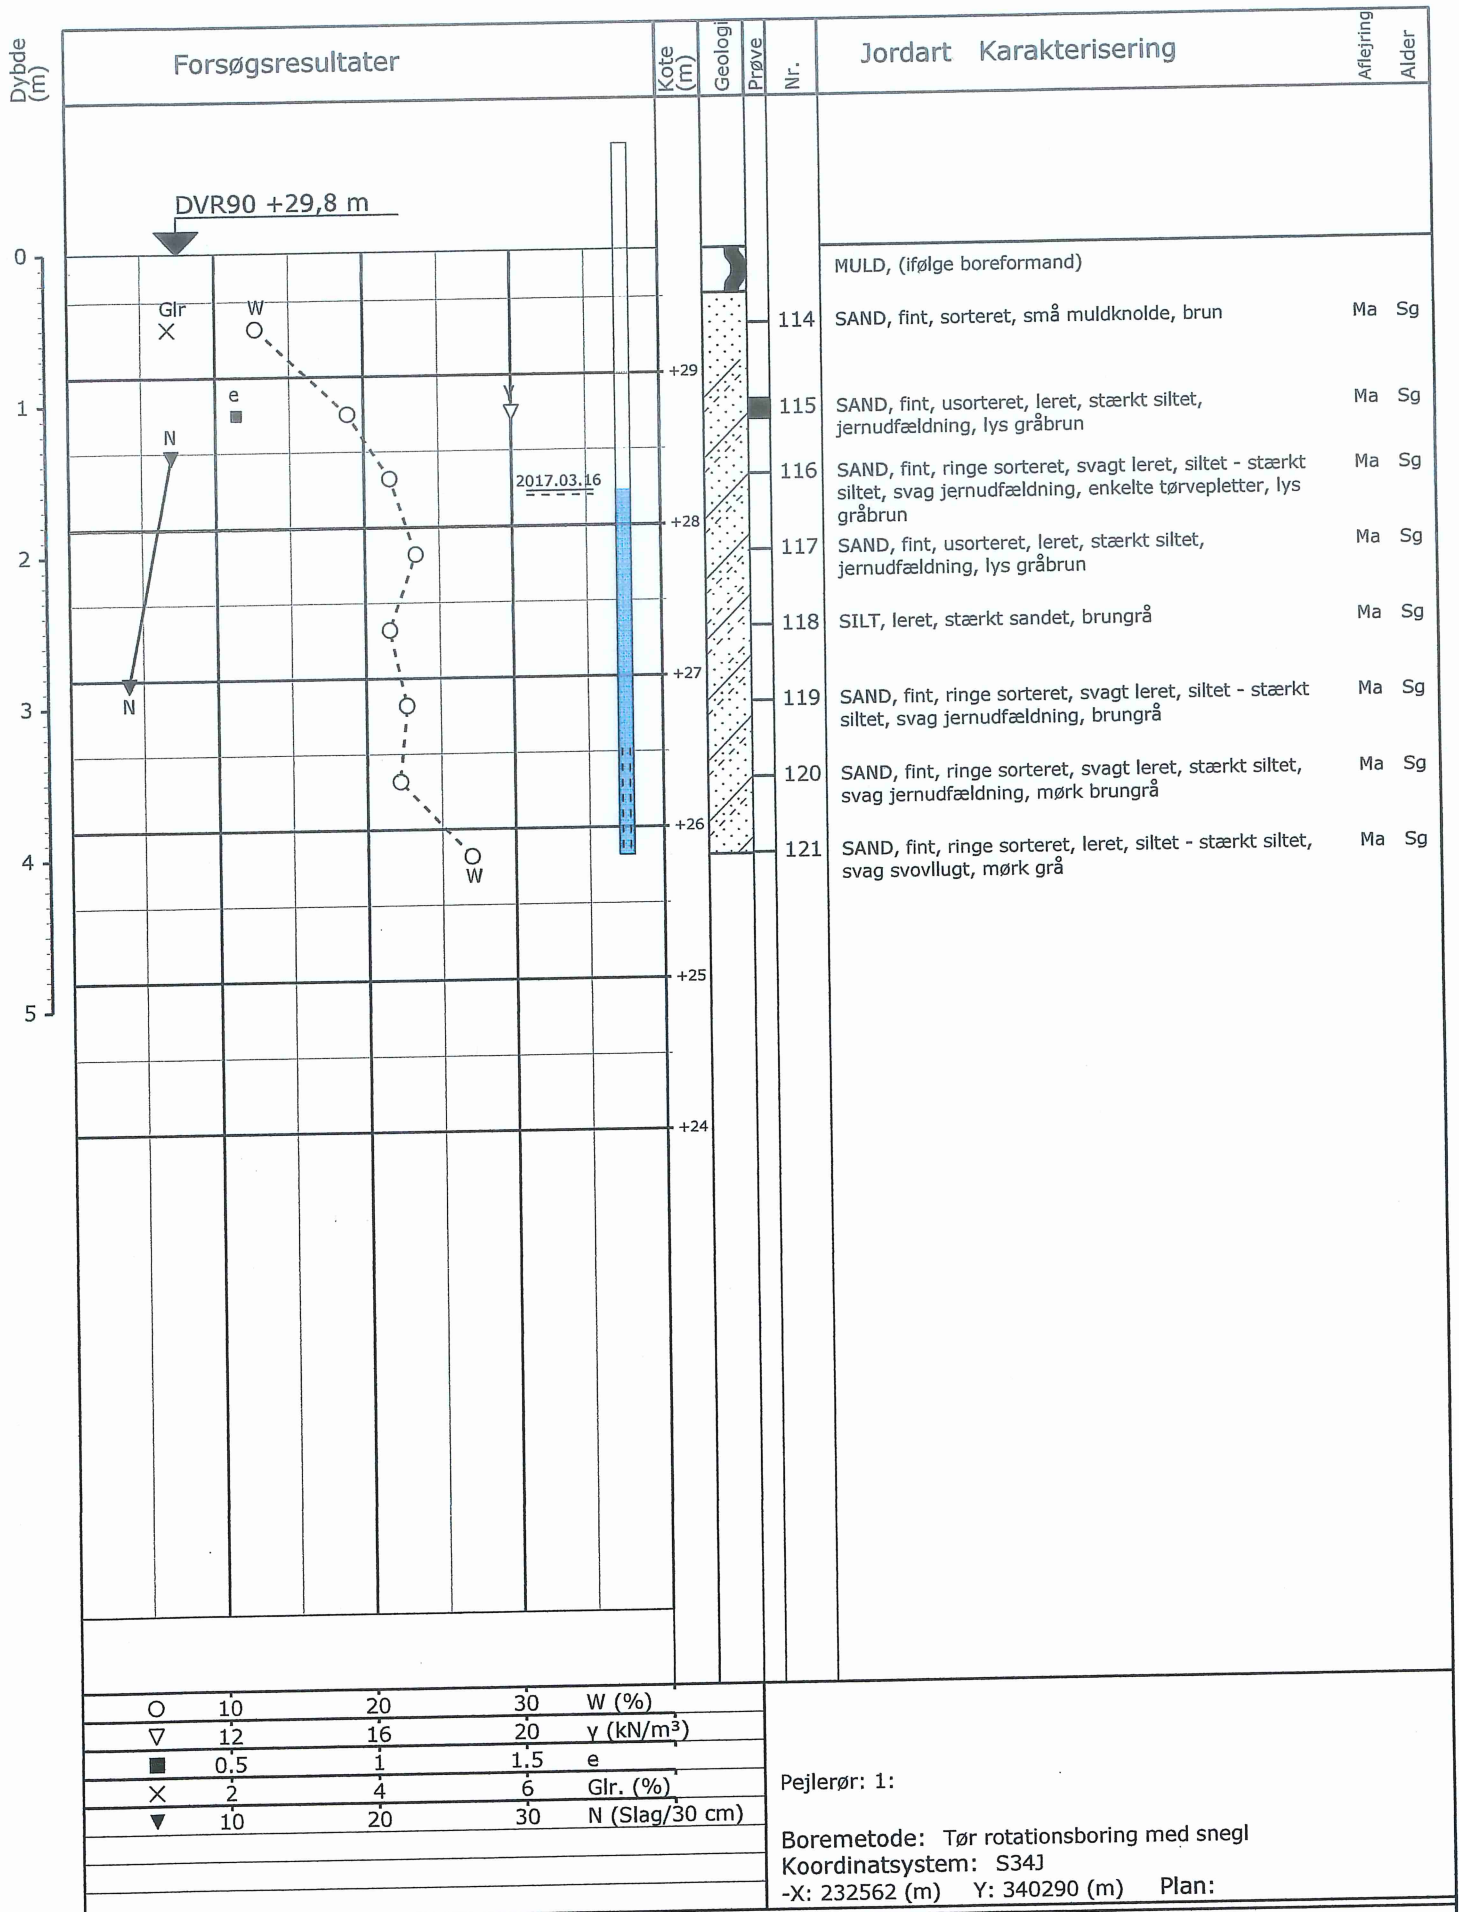 Dybde (m)
Forsøgsresultater
Kote (m)
Geologi
Prøve
Nr.
Jordart Karakterisering
Aflejring
Alder
DVR90 +29,8 m
0
MULD, (ifølge boreformand)
Glr
W
114 SAND, fint, sorteret, små muldknolde, brun Ma Sg
+29
1
e
γ
115 SAND, fint, usorteret, leret, stærkt siltet, Ma Sg
jernudfældning, lys gråbrun
N
2017.03.16
116 SAND, fint, ringe sorteret, svagt leret, siltet - stærkt Ma Sg
siltet, svag jernudfældning, enkelte tørvepletter, lys
gråbrun
+28
2
117 SAND, fint, usorteret, leret, stærkt siltet, Ma Sg
jernudfældning, lys gråbrun
118 SILT, leret, stærkt sandet, brungrå Ma Sg
+27
3
N
119 SAND, fint, ringe sorteret, svagt leret, siltet - stærkt Ma Sg
siltet, svag jernudfældning, brungrå
120 SAND, fint, ringe sorteret, svagt leret, stærkt siltet, Ma Sg
svag jernudfældning, mørk brungrå
+26
4
W
121 SAND, fint, ringe sorteret, leret, siltet - stærkt siltet, Ma Sg
svag svovllugt, mørk grå
+25
5
+24
10 20 30 W (%)
12 16 20 γ (kN/m³)
0.5 1 1.5 e
2 4 6 Glr. (%)
10 20 30 N (Slag/30 cm)
Pejlerør: 1:
Boremetode: Tør rotationsboring med snegl
Koordinatsystem: S34J
-X: 232562 (m) Y: 340290 (m) Plan: